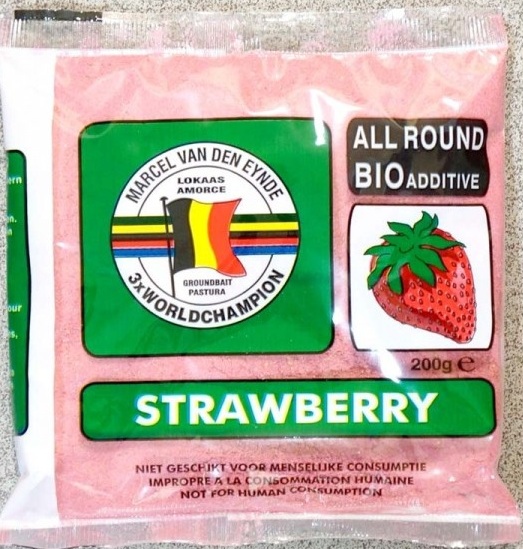 MARCEL VAN DEN EYNDE
LOKAAS
AMORCE
GROUNDBAIT
PASTURA
3xWORLDCHAMPION
ALL ROUND
BIO ADDITIVE
200g ℮
STRAWBERRY
NIET GESCHIKT VOOR MENSELIJKE CONSUMPTIE
IMPROPRE A LA CONSOMMATION HUMAINE
NOT FOR HUMAN CONSUMPTION